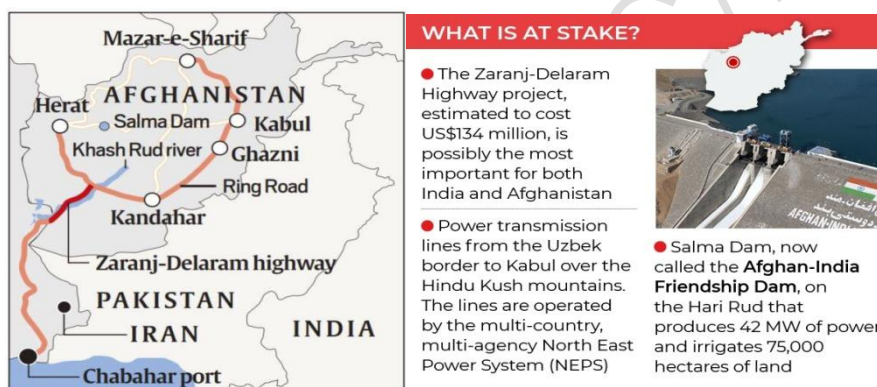 Mazar-e-Sharif
AFGHANISTAN
Herat
Salma Dam
Kabul
Khash Rud river
Ghazni
Ring Road
Kandahar
Zaranj-Delaram highway
PAKISTAN
IRAN
INDIA
Chabahar port
WHAT IS AT STAKE?
The Zaranj-Delaram
Highway project,
estimated to cost
US$134 million, is
possibly the most
important for both
India and Afghanistan
Power transmission
lines from the Uzbek
border to Kabul over the
Hindu Kush mountains.
The lines are operated
by the multi-country,
multi-agency North East
Power System (NEPS)
AFGHAN-INDI
Salma Dam, now
called the Afghan-India
Friendship Dam, on
the Hari Rud that
produces 42 MW of power
and irrigates 75,000
hectares of land